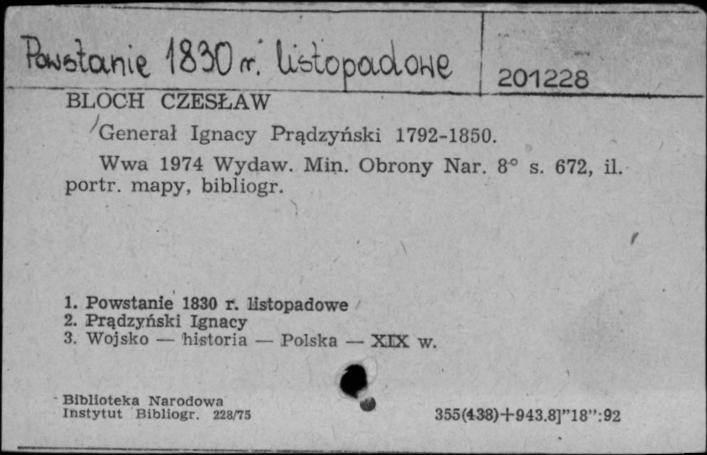 Powstanie 1830 r. listopadowe
201228
BLOCH CZESŁAW
Generał Ignacy Prądzyński 1792-1850.
Wwa 1974 Wydaw. Min. Obrony Nar. 8° s. 672, il.
portr. mapy, bibliogr.
1. Powstanie 1830 r. listopadowe
2. Prądzyński Ignacy
3. Wojsko — historia — Polska — XIX w.
Biblioteka Narodowa
Instytut Bibliogr. 228/75
355(438)+943.8]"18":92